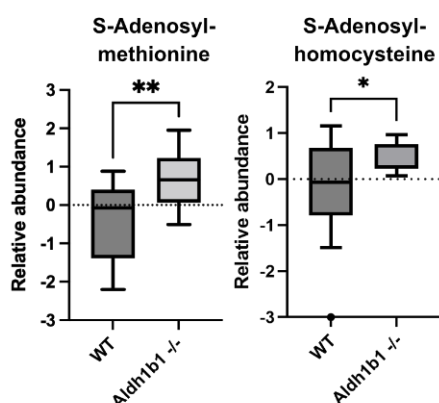 S-Adenosyl-
methionine
**
Relative abundance
3
2
1
0
-1
-2
-3
WT
Aldh1b1 -/-
S-Adenosyl-
homocysteine
*
Relative abundance
2
1
0
-1
-2
-3
WT
Aldh1b1 -/-